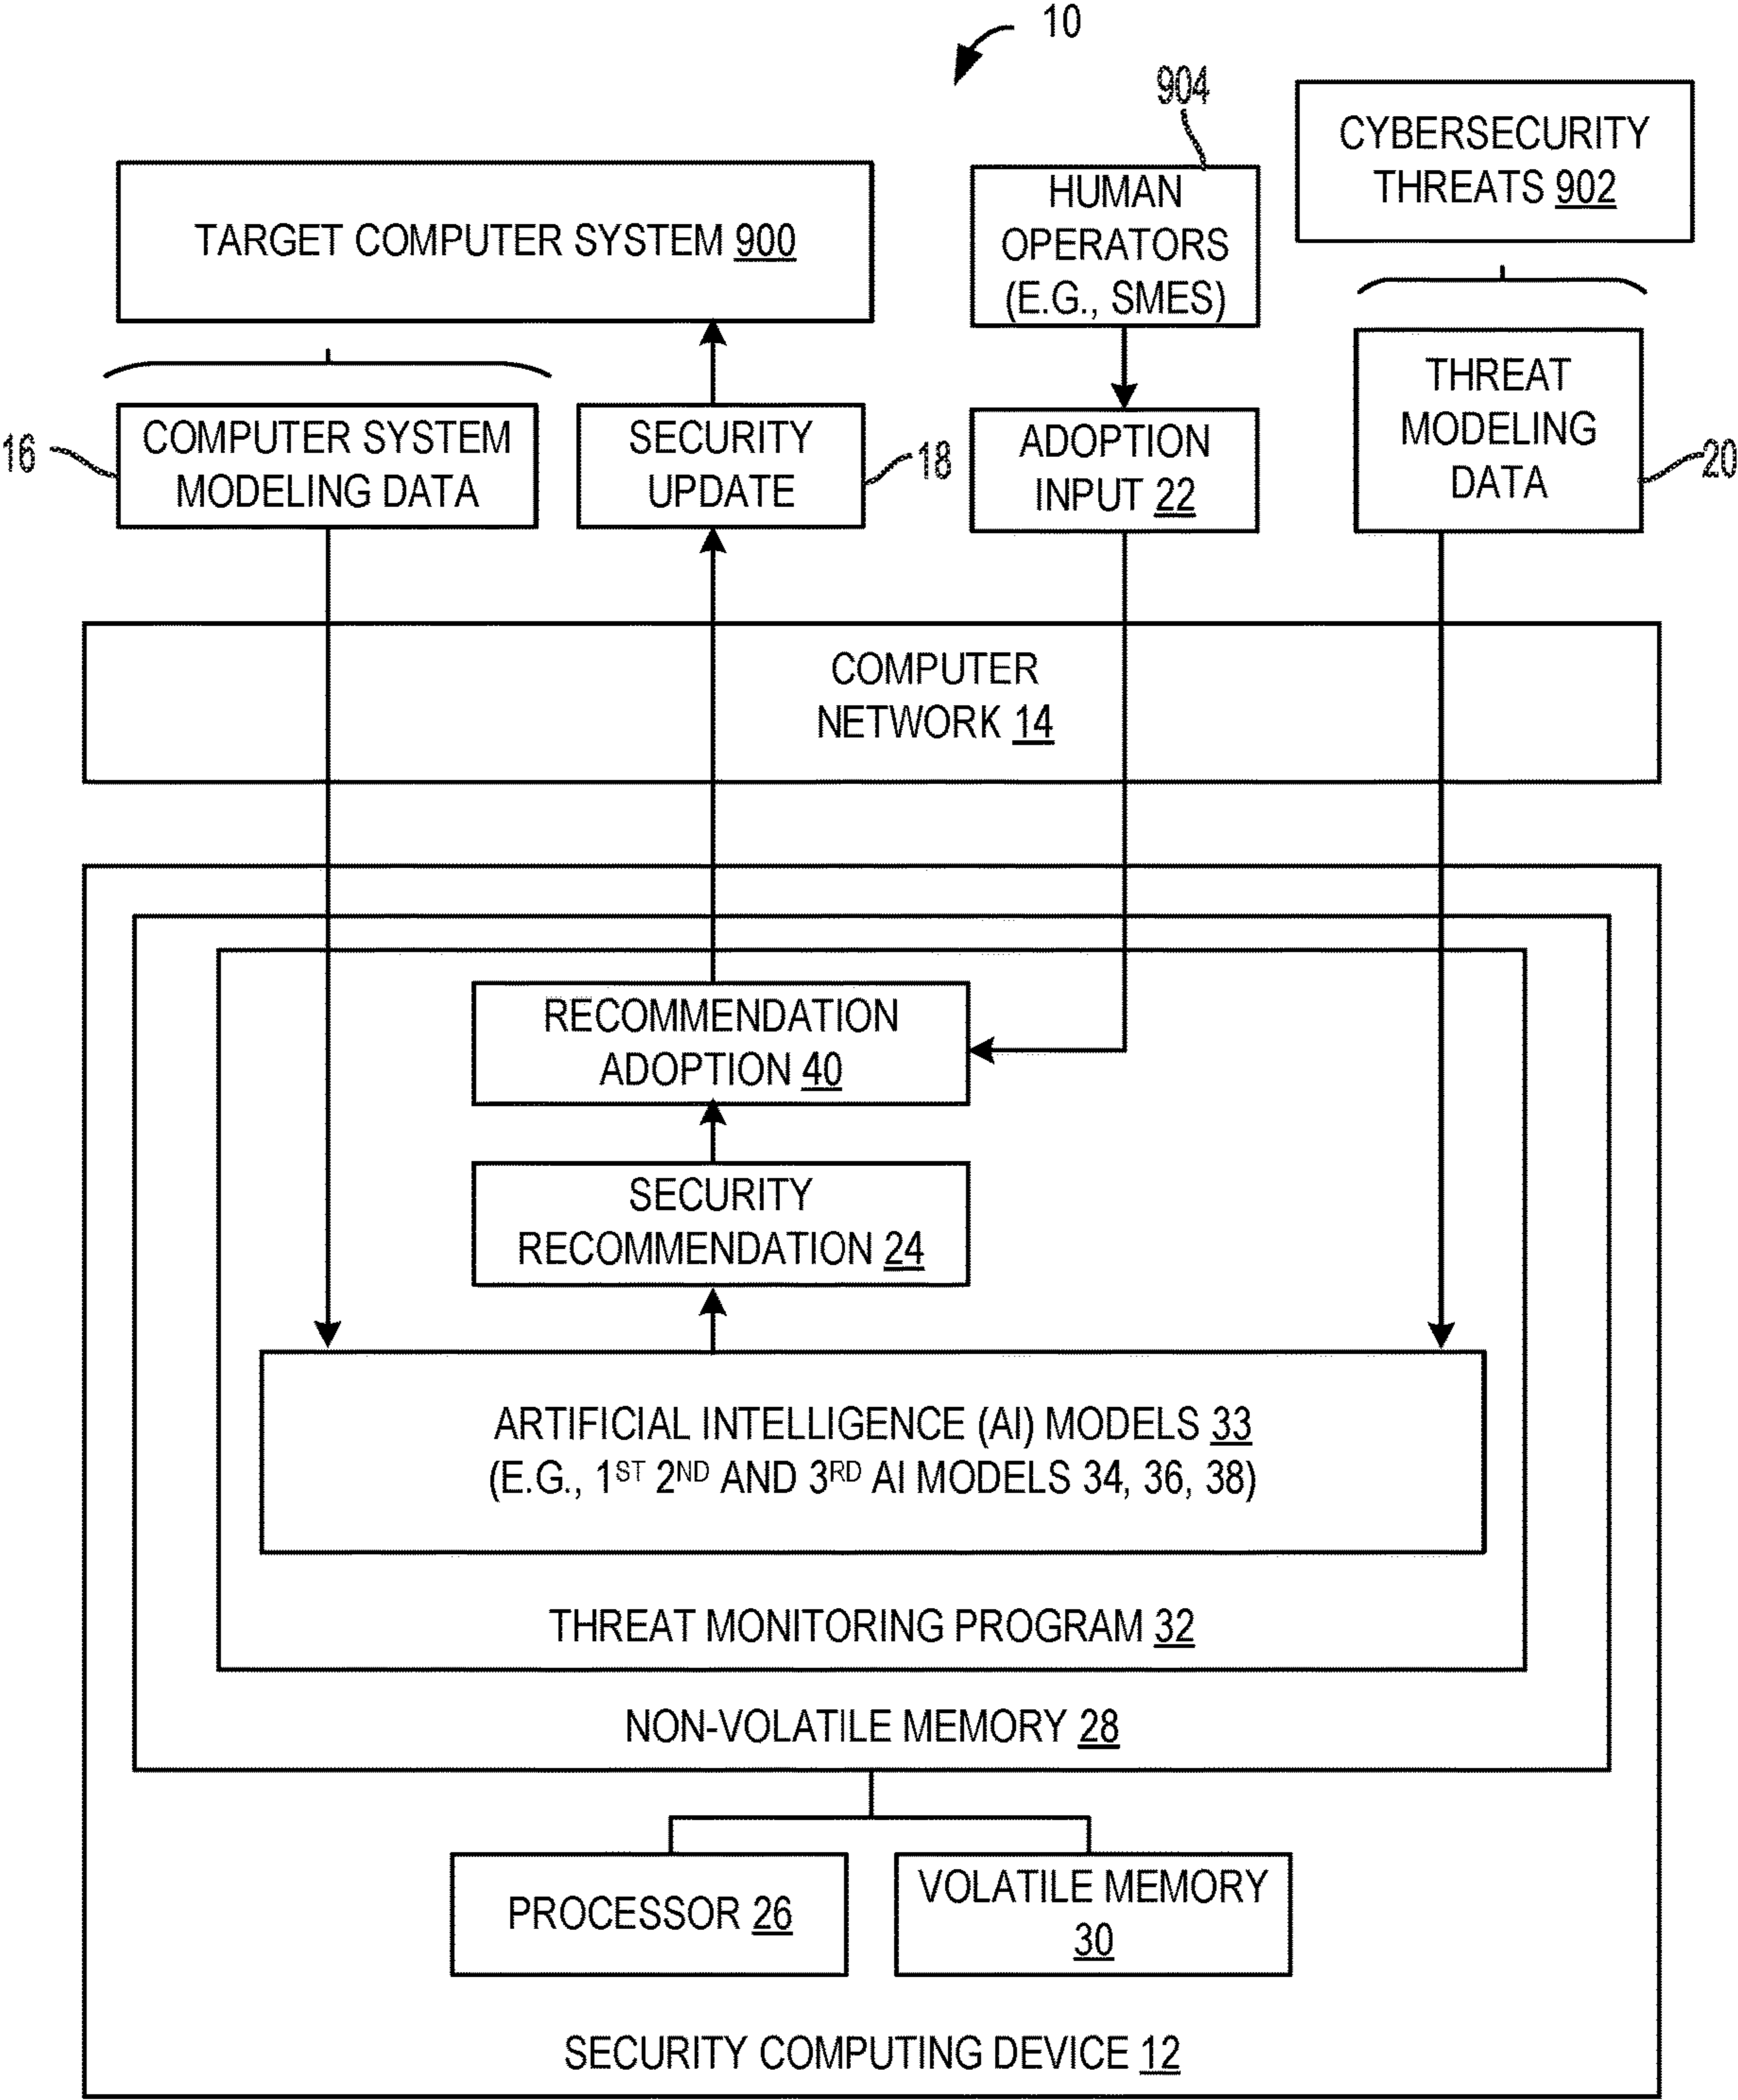 10
904
CYBERSECURITY
THREATS 902
TARGET COMPUTER SYSTEM 900
HUMAN
OPERATORS
(E.G., SMES)
16
COMPUTER SYSTEM
MODELING DATA
SECURITY
UPDATE
18
ADOPTION
INPUT 22
THREAT
MODELING
DATA
20
COMPUTER
NETWORK 14
RECOMMENDATION
ADOPTION 40
SECURITY
RECOMMENDATION 24
ARTIFICIAL INTELLIGENCE (AI) MODELS 33
(E.G., 1ST 2ND AND 3RD AI MODELS 34, 36, 38)
THREAT MONITORING PROGRAM 32
NON-VOLATILE MEMORY 28
PROCESSOR 26
VOLATILE MEMORY
30
SECURITY COMPUTING DEVICE 12